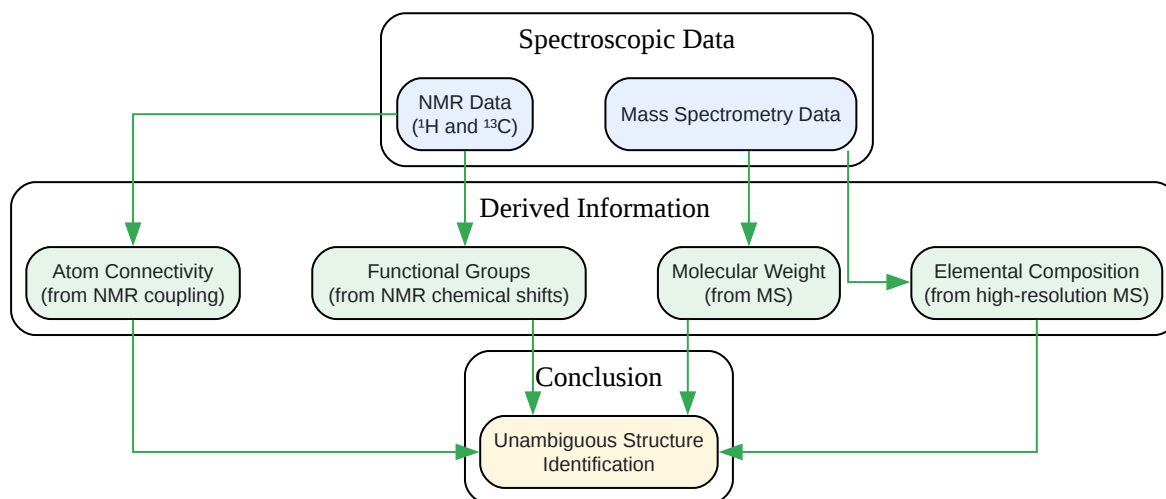 Spectroscopic Data
NMR Data
(¹H and ¹³C)
Mass Spectrometry Data
Derived Information
Atom Connectivity
(from NMR coupling)
Functional Groups
(from NMR chemical shifts)
Molecular Weight
(from MS)
Elemental Composition
(from high-resolution MS)
Conclusion
Unambiguous Structure
Identification